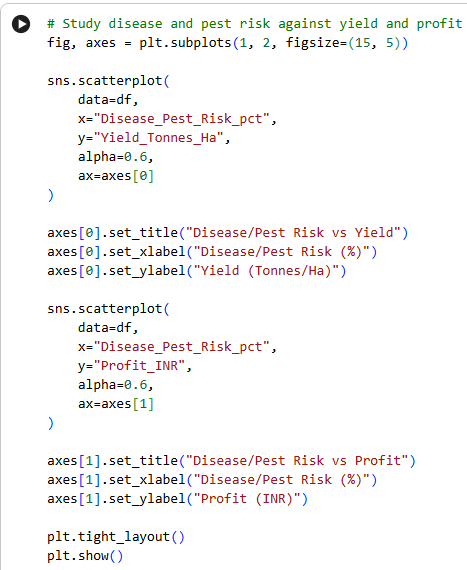 # Study disease and pest risk against yield and profit
fig, axes = plt.subplots(1, 2, figsize=(15, 5))
sns.scatterplot(
    data=df,
    x="Disease_Pest_Risk_pct",
    y="Yield_Tonnes_Ha",
    alpha=0.6,
    ax=axes[0]
)
axes[0].set_title("Disease/Pest Risk vs Yield")
axes[0].set_xlabel("Disease/Pest Risk (%)")
axes[0].set_ylabel("Yield (Tonnes/Ha)")
sns.scatterplot(
    data=df,
    x="Disease_Pest_Risk_pct",
    y="Profit_INR",
    alpha=0.6,
    ax=axes[1]
)
axes[1].set_title("Disease/Pest Risk vs Profit")
axes[1].set_xlabel("Disease/Pest Risk (%)")
axes[1].set_ylabel("Profit (INR)")
plt.tight_layout()
plt.show()